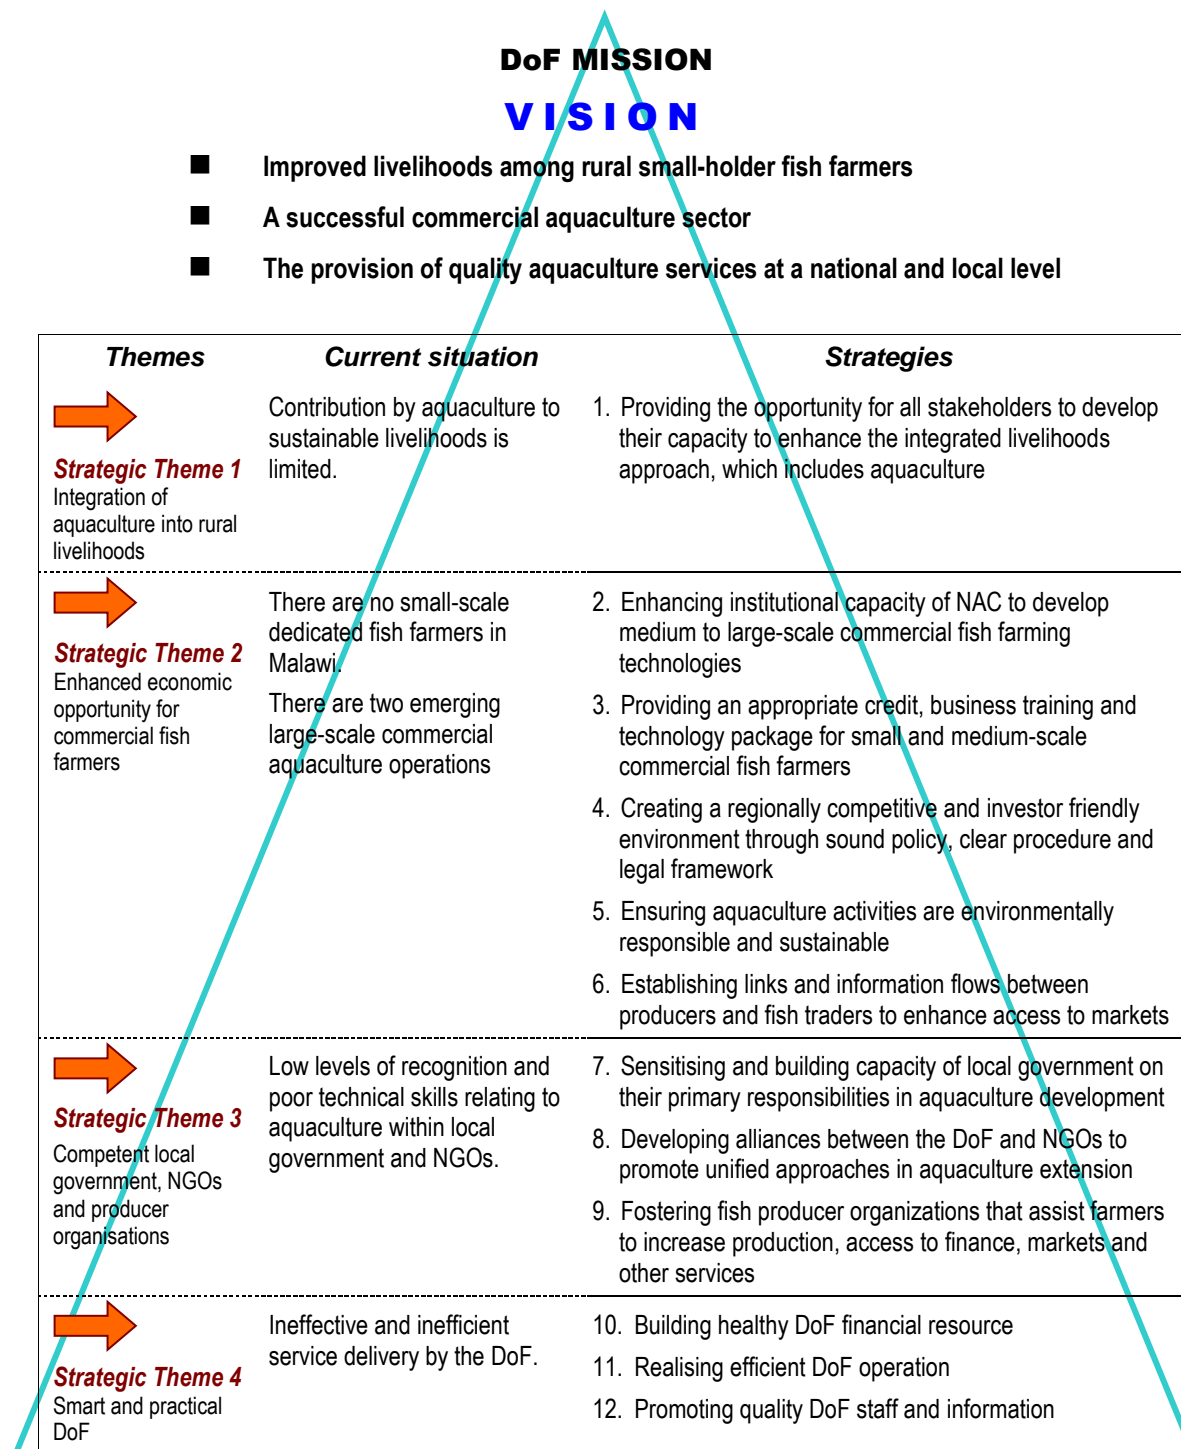 DoF MISSION
VISION
■ Improved livelihoods among rural small-holder fish farmers
■ A successful commercial aquaculture sector
■ The provision of quality aquaculture services at a national and local level
Themes
Current situation
Strategies
Strategic Theme 1
Integration of
aquaculture into rural
livelihoods
Contribution by aquaculture to
sustainable livelihoods is
limited.
1. Providing the opportunity for all stakeholders to develop
their capacity to enhance the integrated livelihoods
approach, which includes aquaculture
Strategic Theme 2
Enhanced economic
opportunity for
commercial fish
farmers
There are no small-scale
dedicated fish farmers in
Malawi.
There are two emerging
large-scale commercial
aquaculture operations
2. Enhancing institutional capacity of NAC to develop
medium to large-scale commercial fish farming
technologies
3. Providing an appropriate credit, business training and
technology package for small and medium-scale
commercial fish farmers
4. Creating a regionally competitive and investor friendly
environment through sound policy, clear procedure and
legal framework
5. Ensuring aquaculture activities are environmentally
responsible and sustainable
6. Establishing links and information flows between
producers and fish traders to enhance access to markets
Strategic Theme 3
Competent local
government, NGOs
and producer
organisations
Low levels of recognition and
poor technical skills relating to
aquaculture within local
government and NGOs.
7. Sensitising and building capacity of local government on
their primary responsibilities in aquaculture development
8. Developing alliances between the DoF and NGOs to
promote unified approaches in aquaculture extension
9. Fostering fish producer organizations that assist farmers
to increase production, access to finance, markets and
other services
Strategic Theme 4
Smart and practical
DoF
Ineffective and inefficient
service delivery by the DoF.
10. Building healthy DoF financial resource
11. Realising efficient DoF operation
12. Promoting quality DoF staff and information